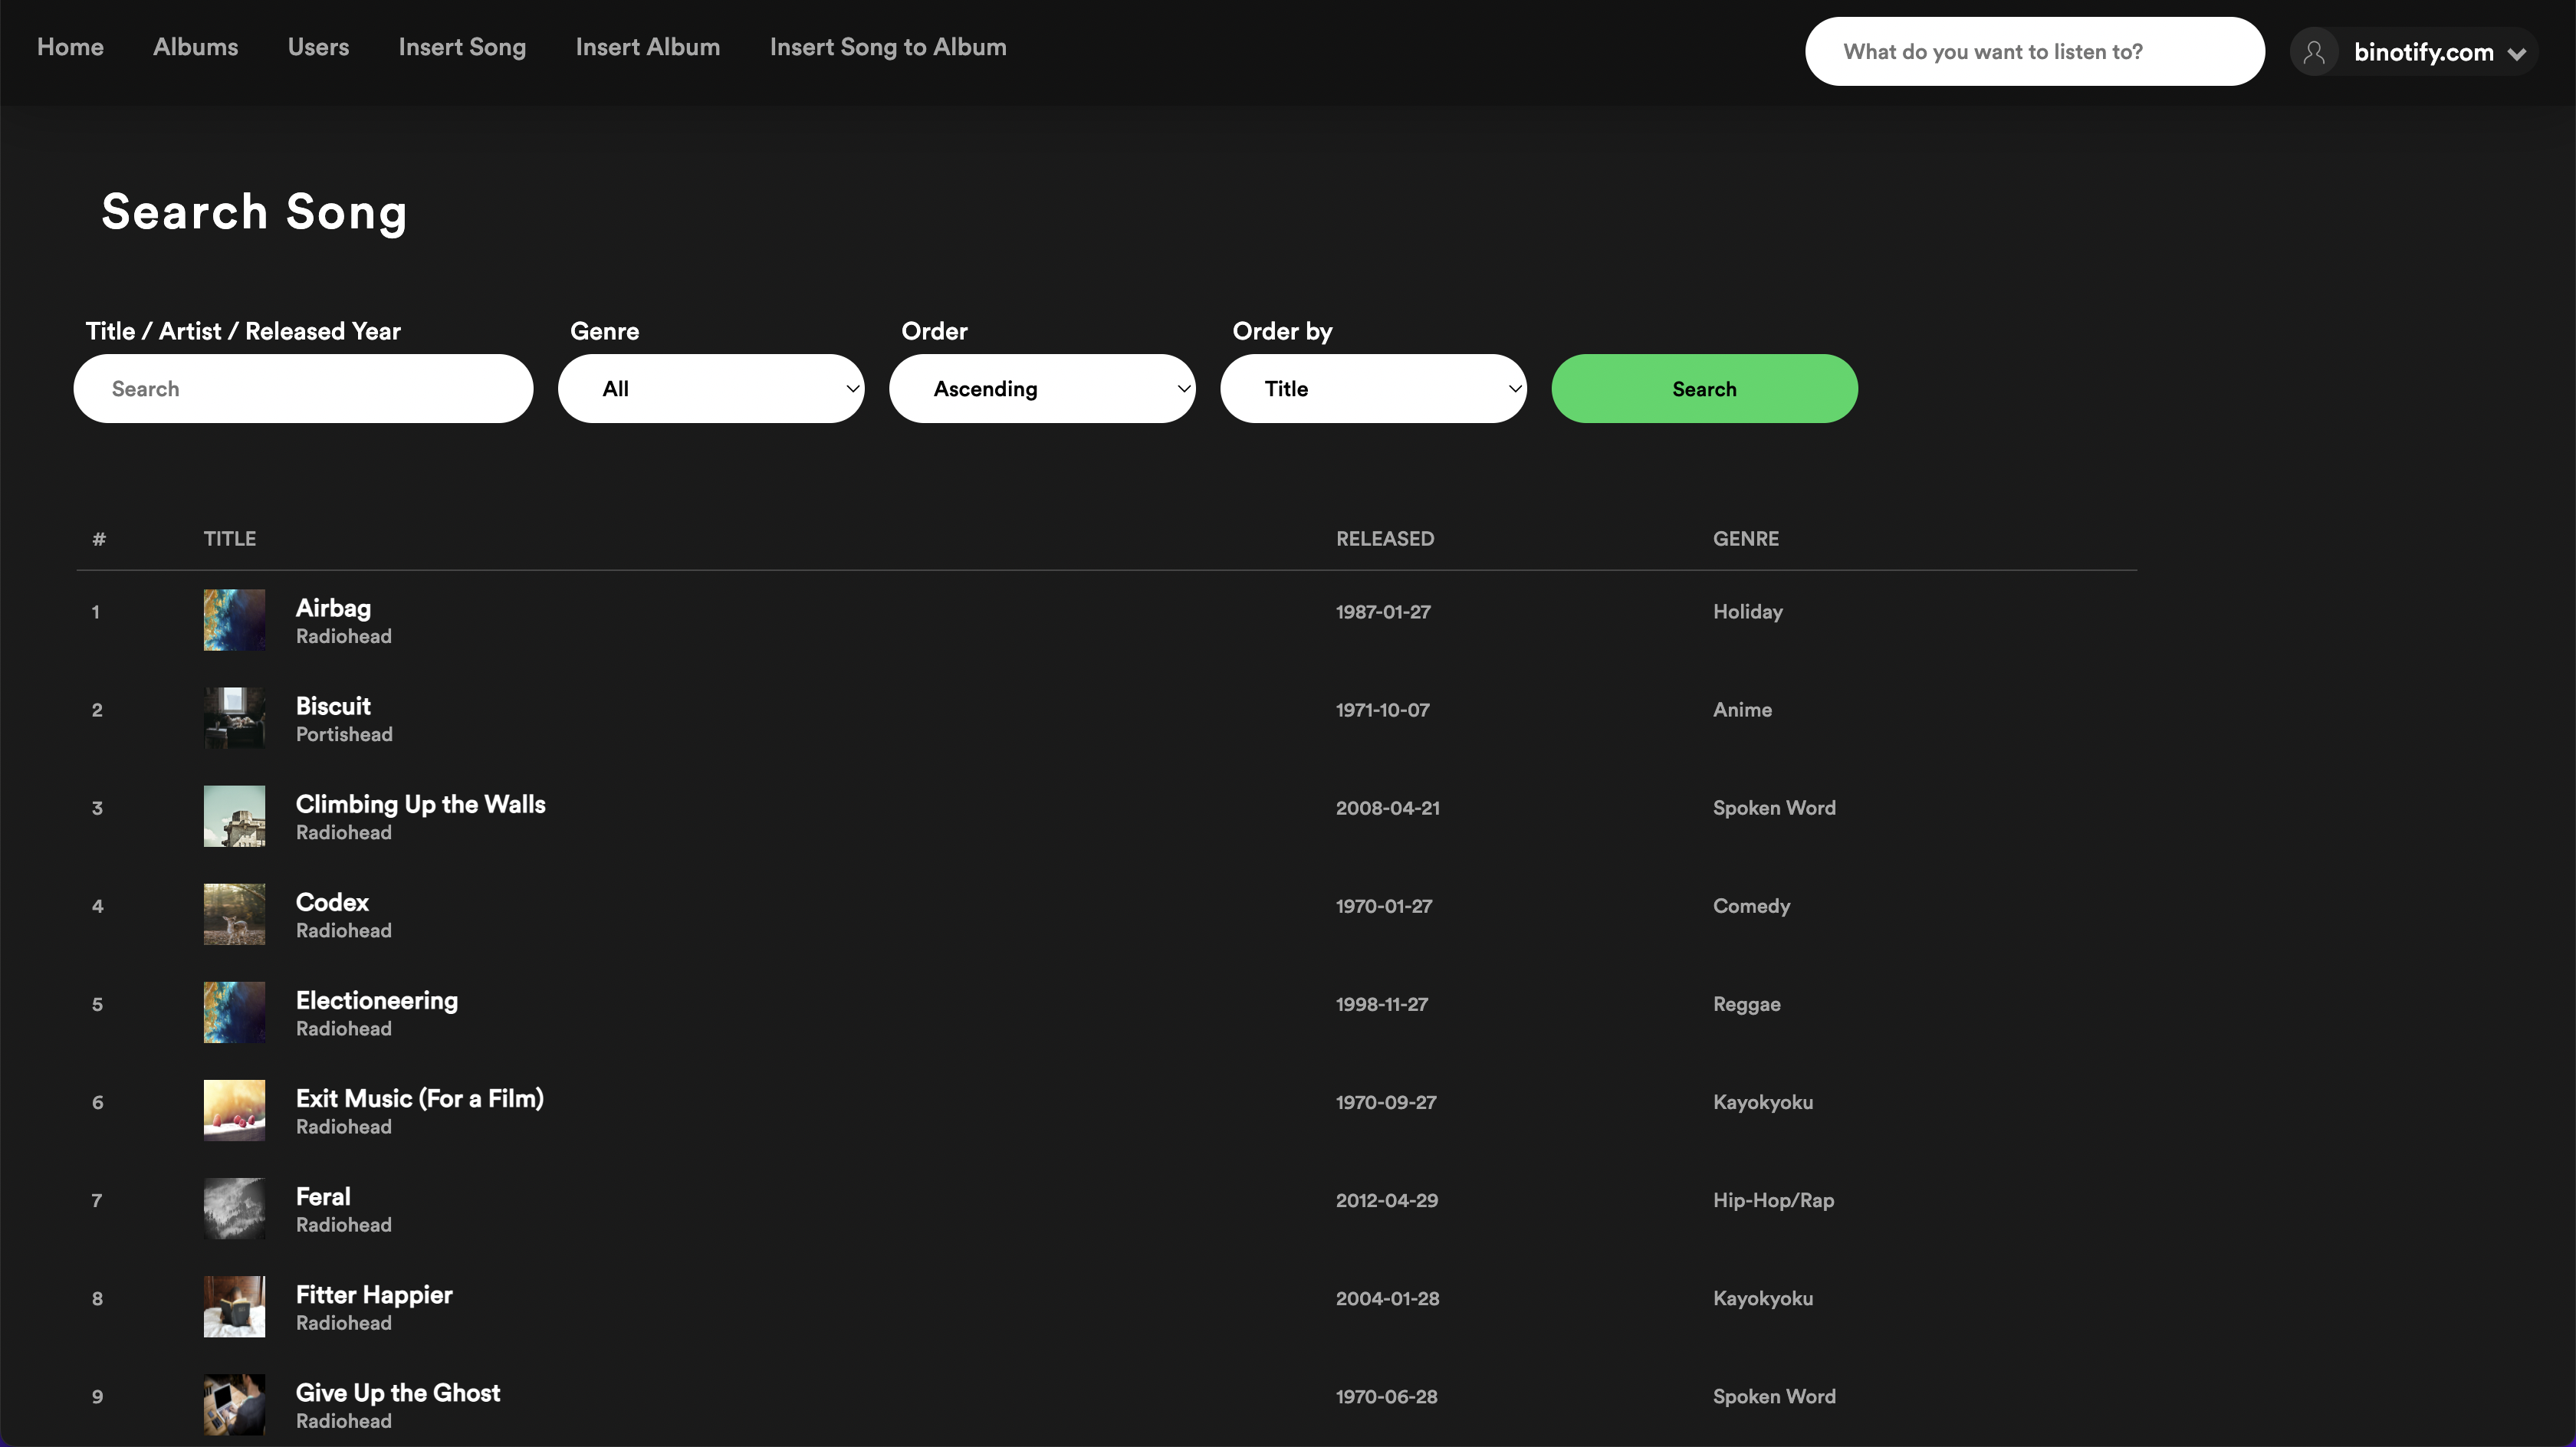 Home Albums Users Insert Song Insert Album Insert Song to Album What do you want to listen to? binotify.com
Search Song
Title / Artist / Released Year Genre Order Order by
Search All Ascending Title Search
# TITLE RELEASED GENRE
1 Airbag 1987-01-27 Holiday
Radiohead
2 Biscuit 1971-10-07 Anime
Portishead
3 Climbing Up the Walls 2008-04-21 Spoken Word
Radiohead
4 Codex 1970-01-27 Comedy
Radiohead
5 Electioneering 1998-11-27 Reggae
Radiohead
6 Exit Music (For a Film) 1970-09-27 Kayokyoku
Radiohead
7 Feral 2012-04-29 Hip-Hop/Rap
Radiohead
8 Fitter Happier 2004-01-28 Kayokyoku
Radiohead
9 Give Up the Ghost 1970-06-28 Spoken Word
Radiohead